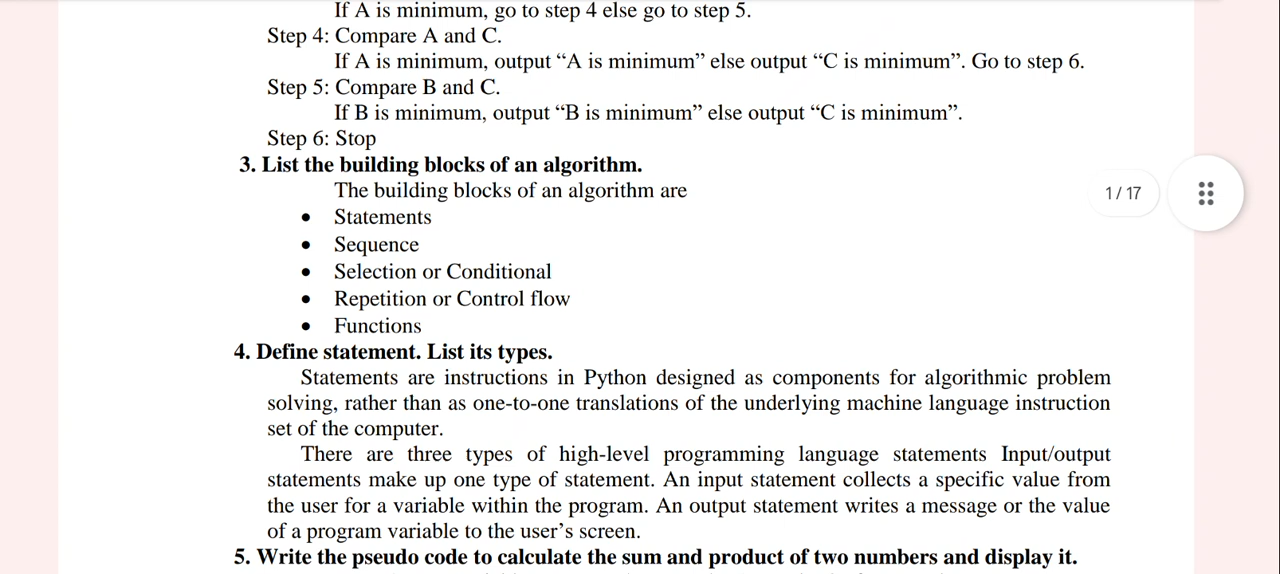 If A is minimum, go to step 4 else go to step 5.
Step 4: Compare A and C.
If A is minimum, output “A is minimum” else output “C is minimum”. Go to step 6.
Step 5: Compare B and C.
If B is minimum, output “B is minimum” else output “C is minimum”.
Step 6: Stop
3. List the building blocks of an algorithm.
The building blocks of an algorithm are
1 / 17
• Statements
• Sequence
• Selection or Conditional
• Repetition or Control flow
• Functions
4. Define statement. List its types.
Statements are instructions in Python designed as components for algorithmic problem
solving, rather than as one-to-one translations of the underlying machine language instruction
set of the computer.
There are three types of high-level programming language statements Input/output
statements make up one type of statement. An input statement collects a specific value from
the user for a variable within the program. An output statement writes a message or the value
of a program variable to the user’s screen.
5. Write the pseudo code to calculate the sum and product of two numbers and display it.